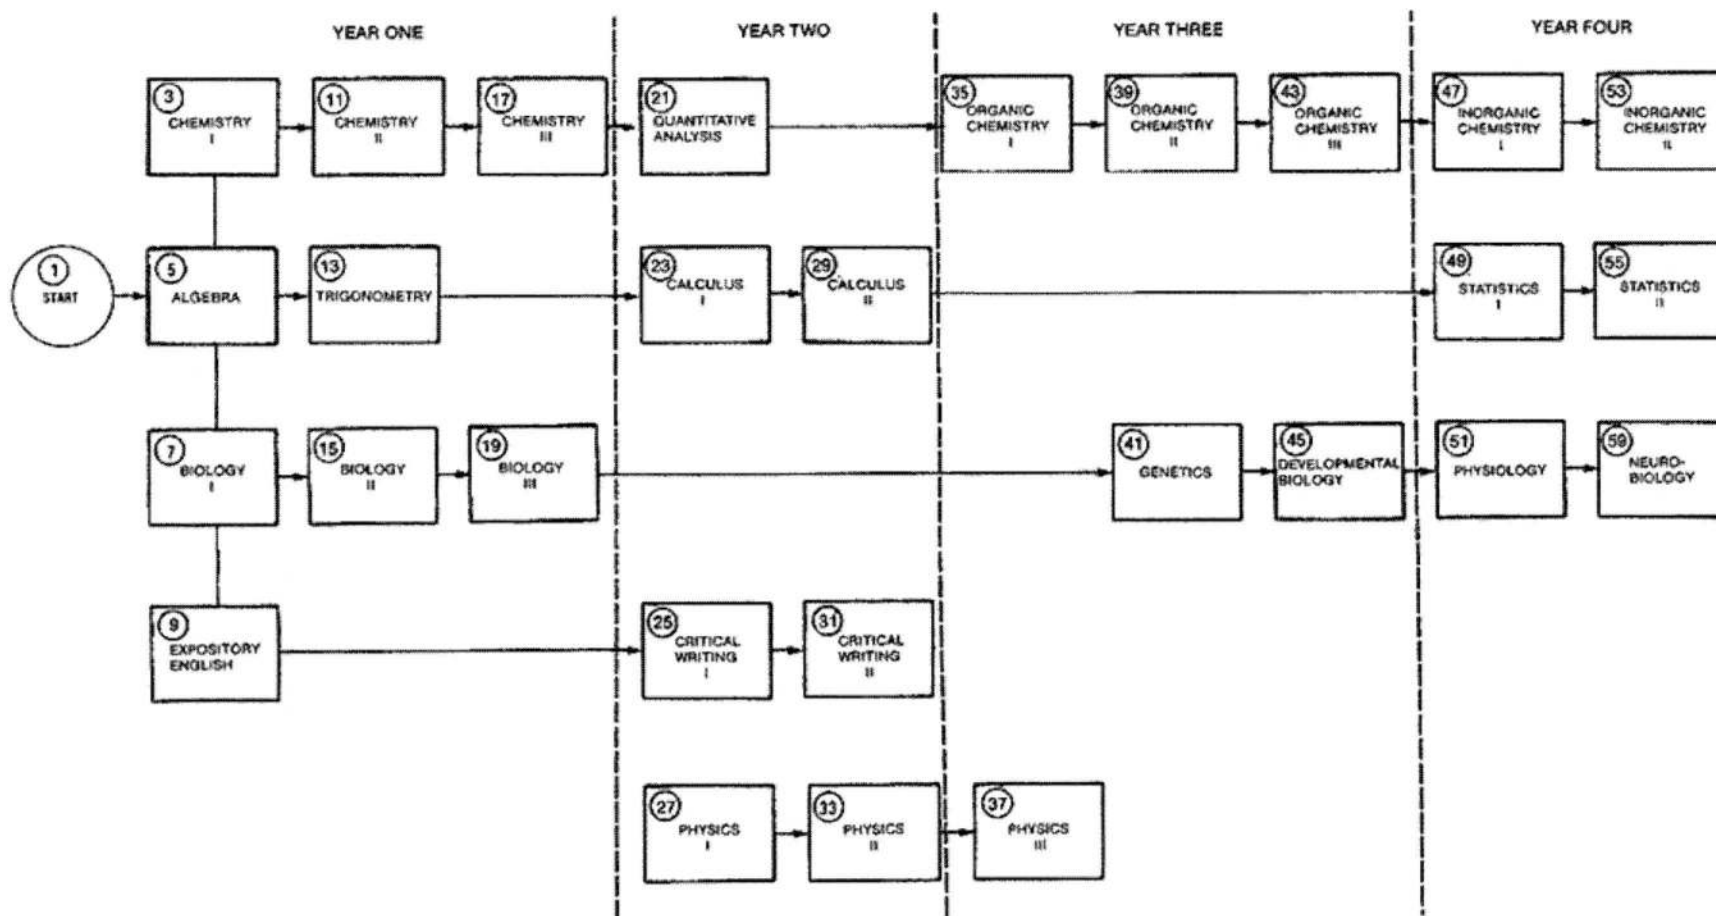 YEAR ONE
YEAR TWO
YEAR THREE
YEAR FOUR
3
CHEMISTRY
I
11
CHEMISTRY
II
17
CHEMISTRY
III
21
QUANTITATIVE
ANALYSIS
35
ORGANIC
CHEMISTRY
I
39
ORGANIC
CHEMISTRY
II
43
ORGANIC
CHEMISTRY
III
47
INORGANIC
CHEMISTRY
I
53
INORGANIC
CHEMISTRY
II
1
START
5
ALGEBRA
13
TRIGONOMETRY
23
CALCULUS
I
29
CALCULUS
II
49
STATISTICS
I
55
STATISTICS
II
7
BIOLOGY
I
15
BIOLOGY
II
19
BIOLOGY
III
41
GENETICS
45
DEVELOPMENTAL
BIOLOGY
51
PHYSIOLOGY
59
NEURO-
BIOLOGY
9
EXPOSITORY
ENGLISH
25
CRITICAL
WRITING
I
31
CRITICAL
WRITING
II
27
PHYSICS
I
33
PHYSICS
II
37
PHYSICS
III